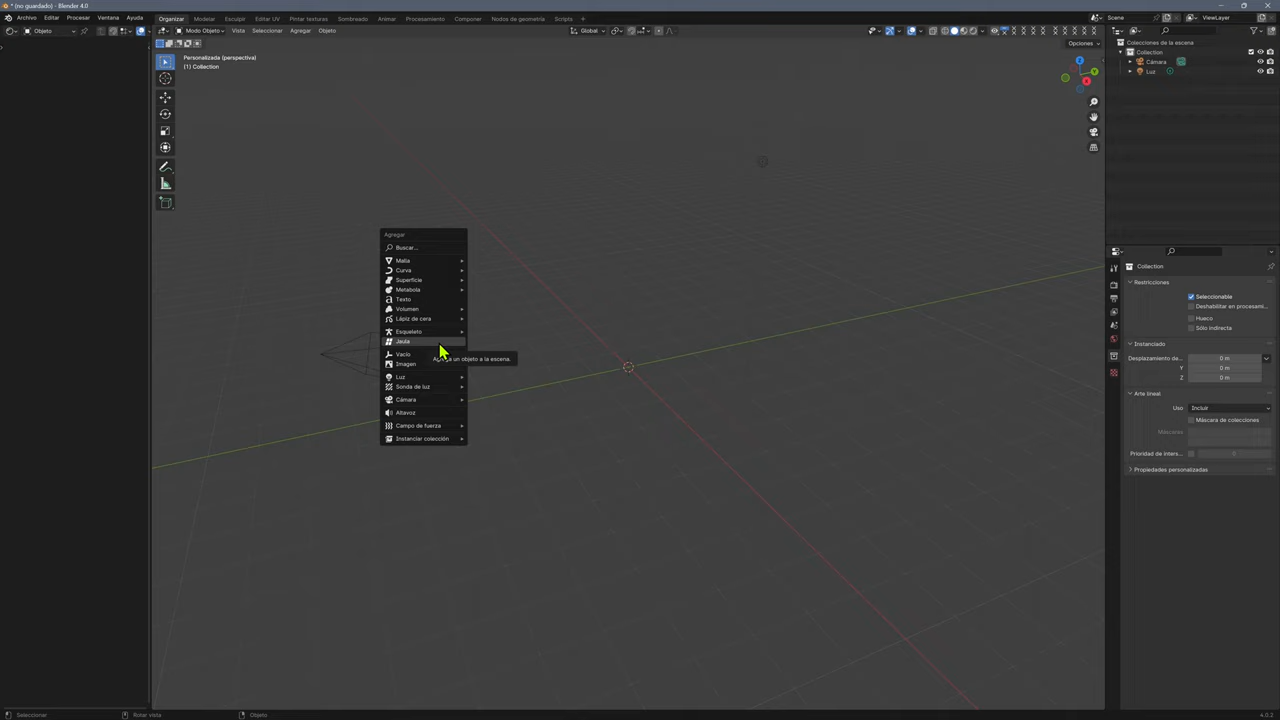 * (no guardado) - Blender 4.0
Archivo Editar Procesar Ventana Ayuda
Organizar Modelar Esculpir Editar UV Pintar Texturas Sombreado Animar Procesamiento Componer Nodos de geometría Scripts +
Scene ViewLayer
Objeto
Modo Objeto Vista Seleccionar Agregar Objeto
Global
Opciones
Personalizada (perspectiva)
(1) Collection
Z
Y
X
Colecciones de la escena
Collection
Cámara
Luz
Agregar
Buscar...
Malla
Curva
Superficie
Metabola
Texto
Volumen
Lápiz de cera
Esqueleto
Jaula
Vacío
Imagen
Luz
Sonda de luz
Cámara
Altavoz
Campo de fuerza
Instanciar colección
Agrega un objeto a la escena.
Collection
Restricciones
Seleccionable
Deshabilitar en procesami...
Hueco
Sólo indirecta
Instanciado
Desplazamiento de... 0 m
Y 0 m
Z 0 m
Arte lineal
Uso Incluir
Máscara de colecciones
Máscaras
Prioridad de inters... 0
Propiedades personalizadas
Seleccionar Rotar vista Objeto
4.0.2